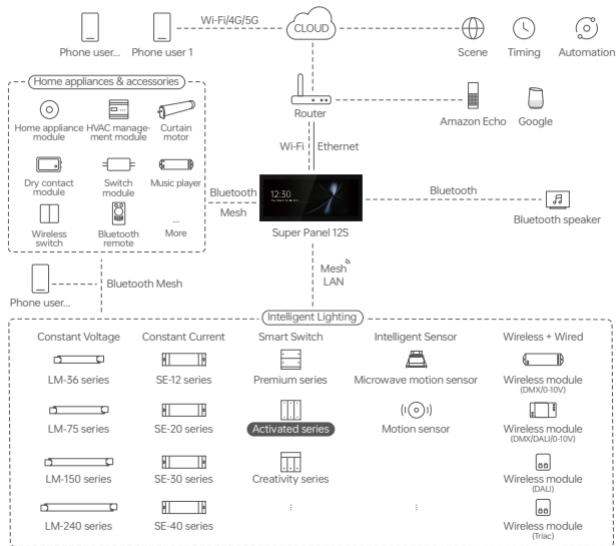 Wi-Fi/4G/5G
CLOUD
Phone user...
Phone user 1
Scene
Timing
Automation
Home appliances & accessories
Home appliance
module
HVAC manage-
ment module
Curtain
motor
Router
Amazon Echo
Google
Wi-Fi
Ethernet
Dry contact
module
Switch
module
Music player
Bluetooth
Mesh
12:30
Super Panel 12S
Bluetooth
Bluetooth speaker
Wireless
switch
Bluetooth
remote
...
More
Phone user...
Bluetooth Mesh
Mesh
LAN
Intelligent Lighting
Constant Voltage
Constant Current
Smart Switch
Intelligent Sensor
Wireless + Wired
LM-36 series
SE-12 series
Premium series
Microwave motion sensor
Wireless module
(DMX/0-10V)
LM-75 series
SE-20 series
Activated series
Motion sensor
Wireless module
(DMX/DALI/0-10V)
LM-150 series
SE-30 series
Creativity series
Wireless module
(DALI)
LM-240 series
SE-40 series
Wireless module
(Triac)